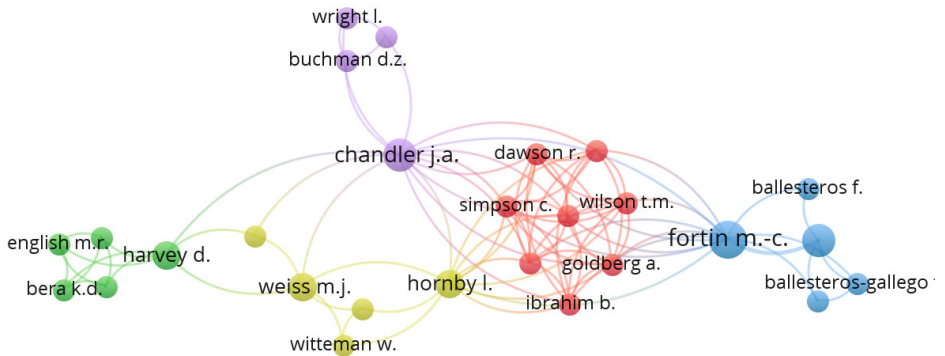 wright l.
buchman d.z.
chandler j.a.
dawson r.
simpson c.
wilson t.m.
ballesteros f.
fortin m.-c.
english m.r.
harvey d.
goldberg a.
bera k.d.
weiss m.j.
hornby l.
ballesteros-gallego
ibrahim b.
witteman w.